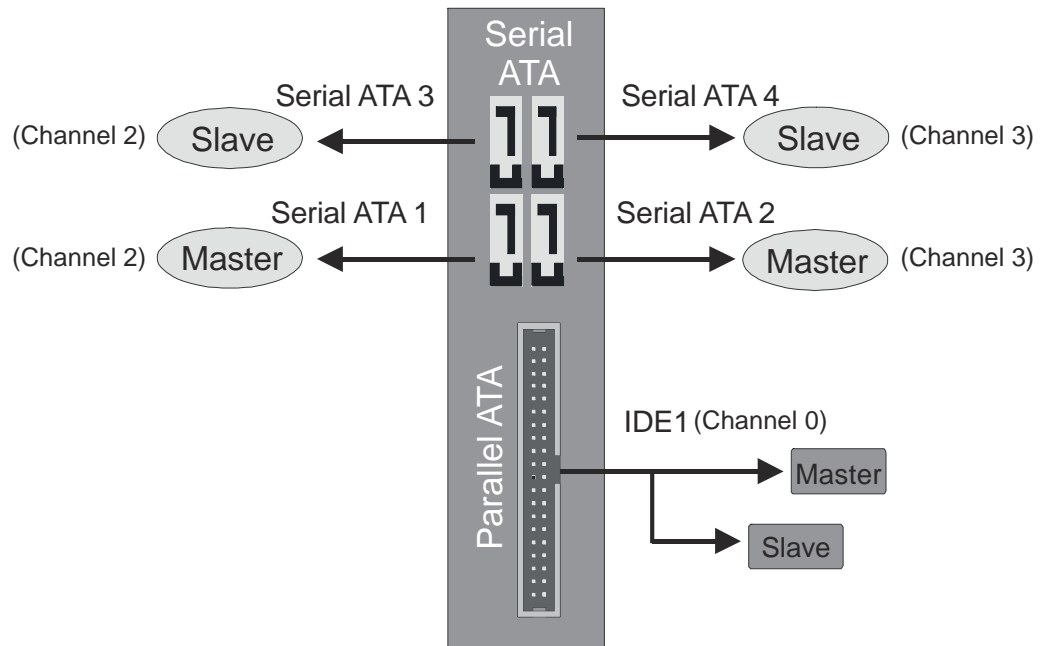 Serial
ATA
Serial ATA 3
Serial ATA 4
(Channel 2)
Slave
Slave
(Channel 3)
Serial ATA 1
Serial ATA 2
(Channel 2)
Master
Master
(Channel 3)
Parallel ATA
IDE1 (Channel 0)
Master
Slave